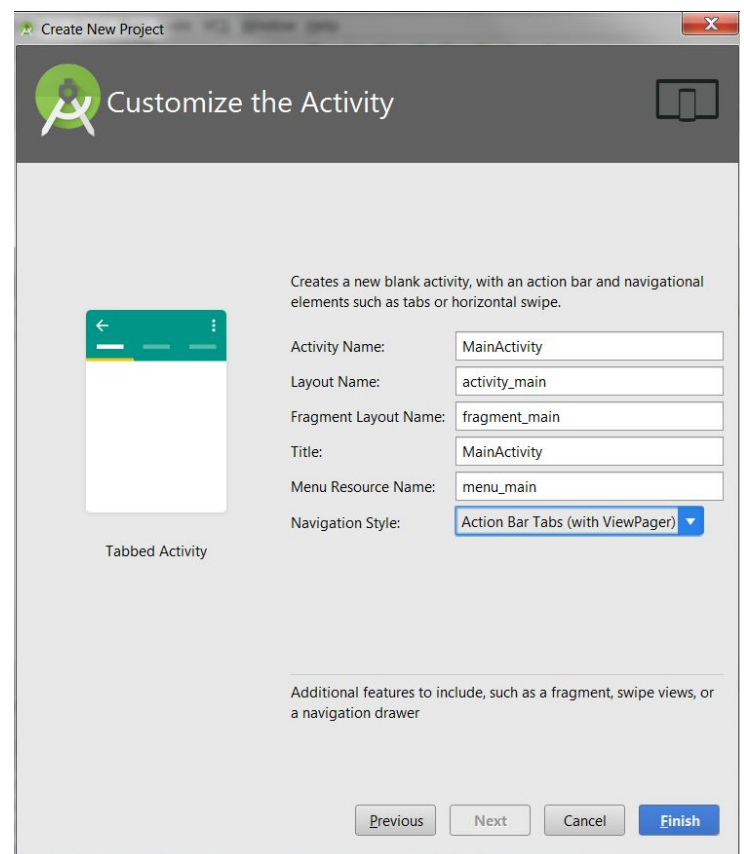 Create New Project
Customize the Activity
Creates a new blank activity, with an action bar and navigational
elements such as tabs or horizontal swipe.
Activity Name: MainActivity
Layout Name: activity_main
Fragment Layout Name: fragment_main
Title: MainActivity
Menu Resource Name: menu_main
Navigation Style: Action Bar Tabs (with ViewPager)
Tabbed Activity
Additional features to include, such as a fragment, swipe views, or
a navigation drawer
Previous Next Cancel Finish